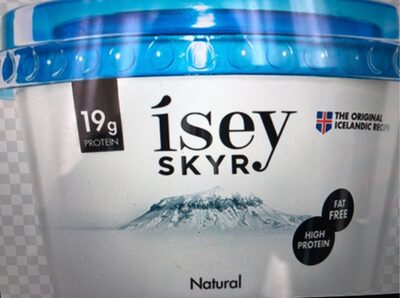 19g
PROTEIN
ísey
SKYR
THE ORIGINAL
ICELANDIC RECIPE
FAT
FREE
HIGH
PROTEIN
Natural